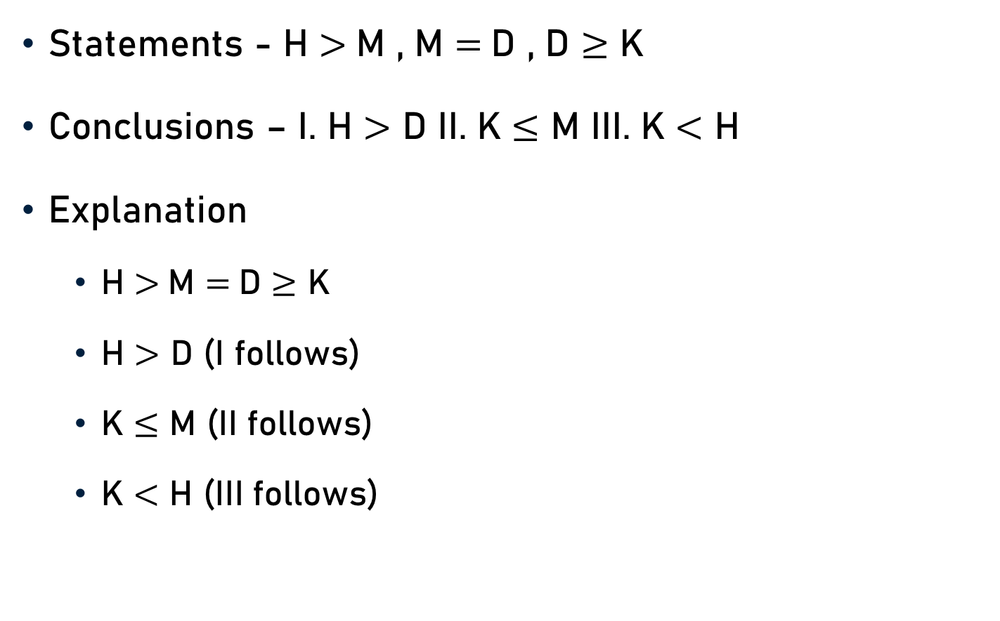 • Statements - H > M , M = D , D ≥ K
• Conclusions – I. H > D II. K ≤ M III. K < H
• Explanation
• H > M = D ≥ K
• H > D (I follows)
• K ≤ M (II follows)
• K < H (III follows)